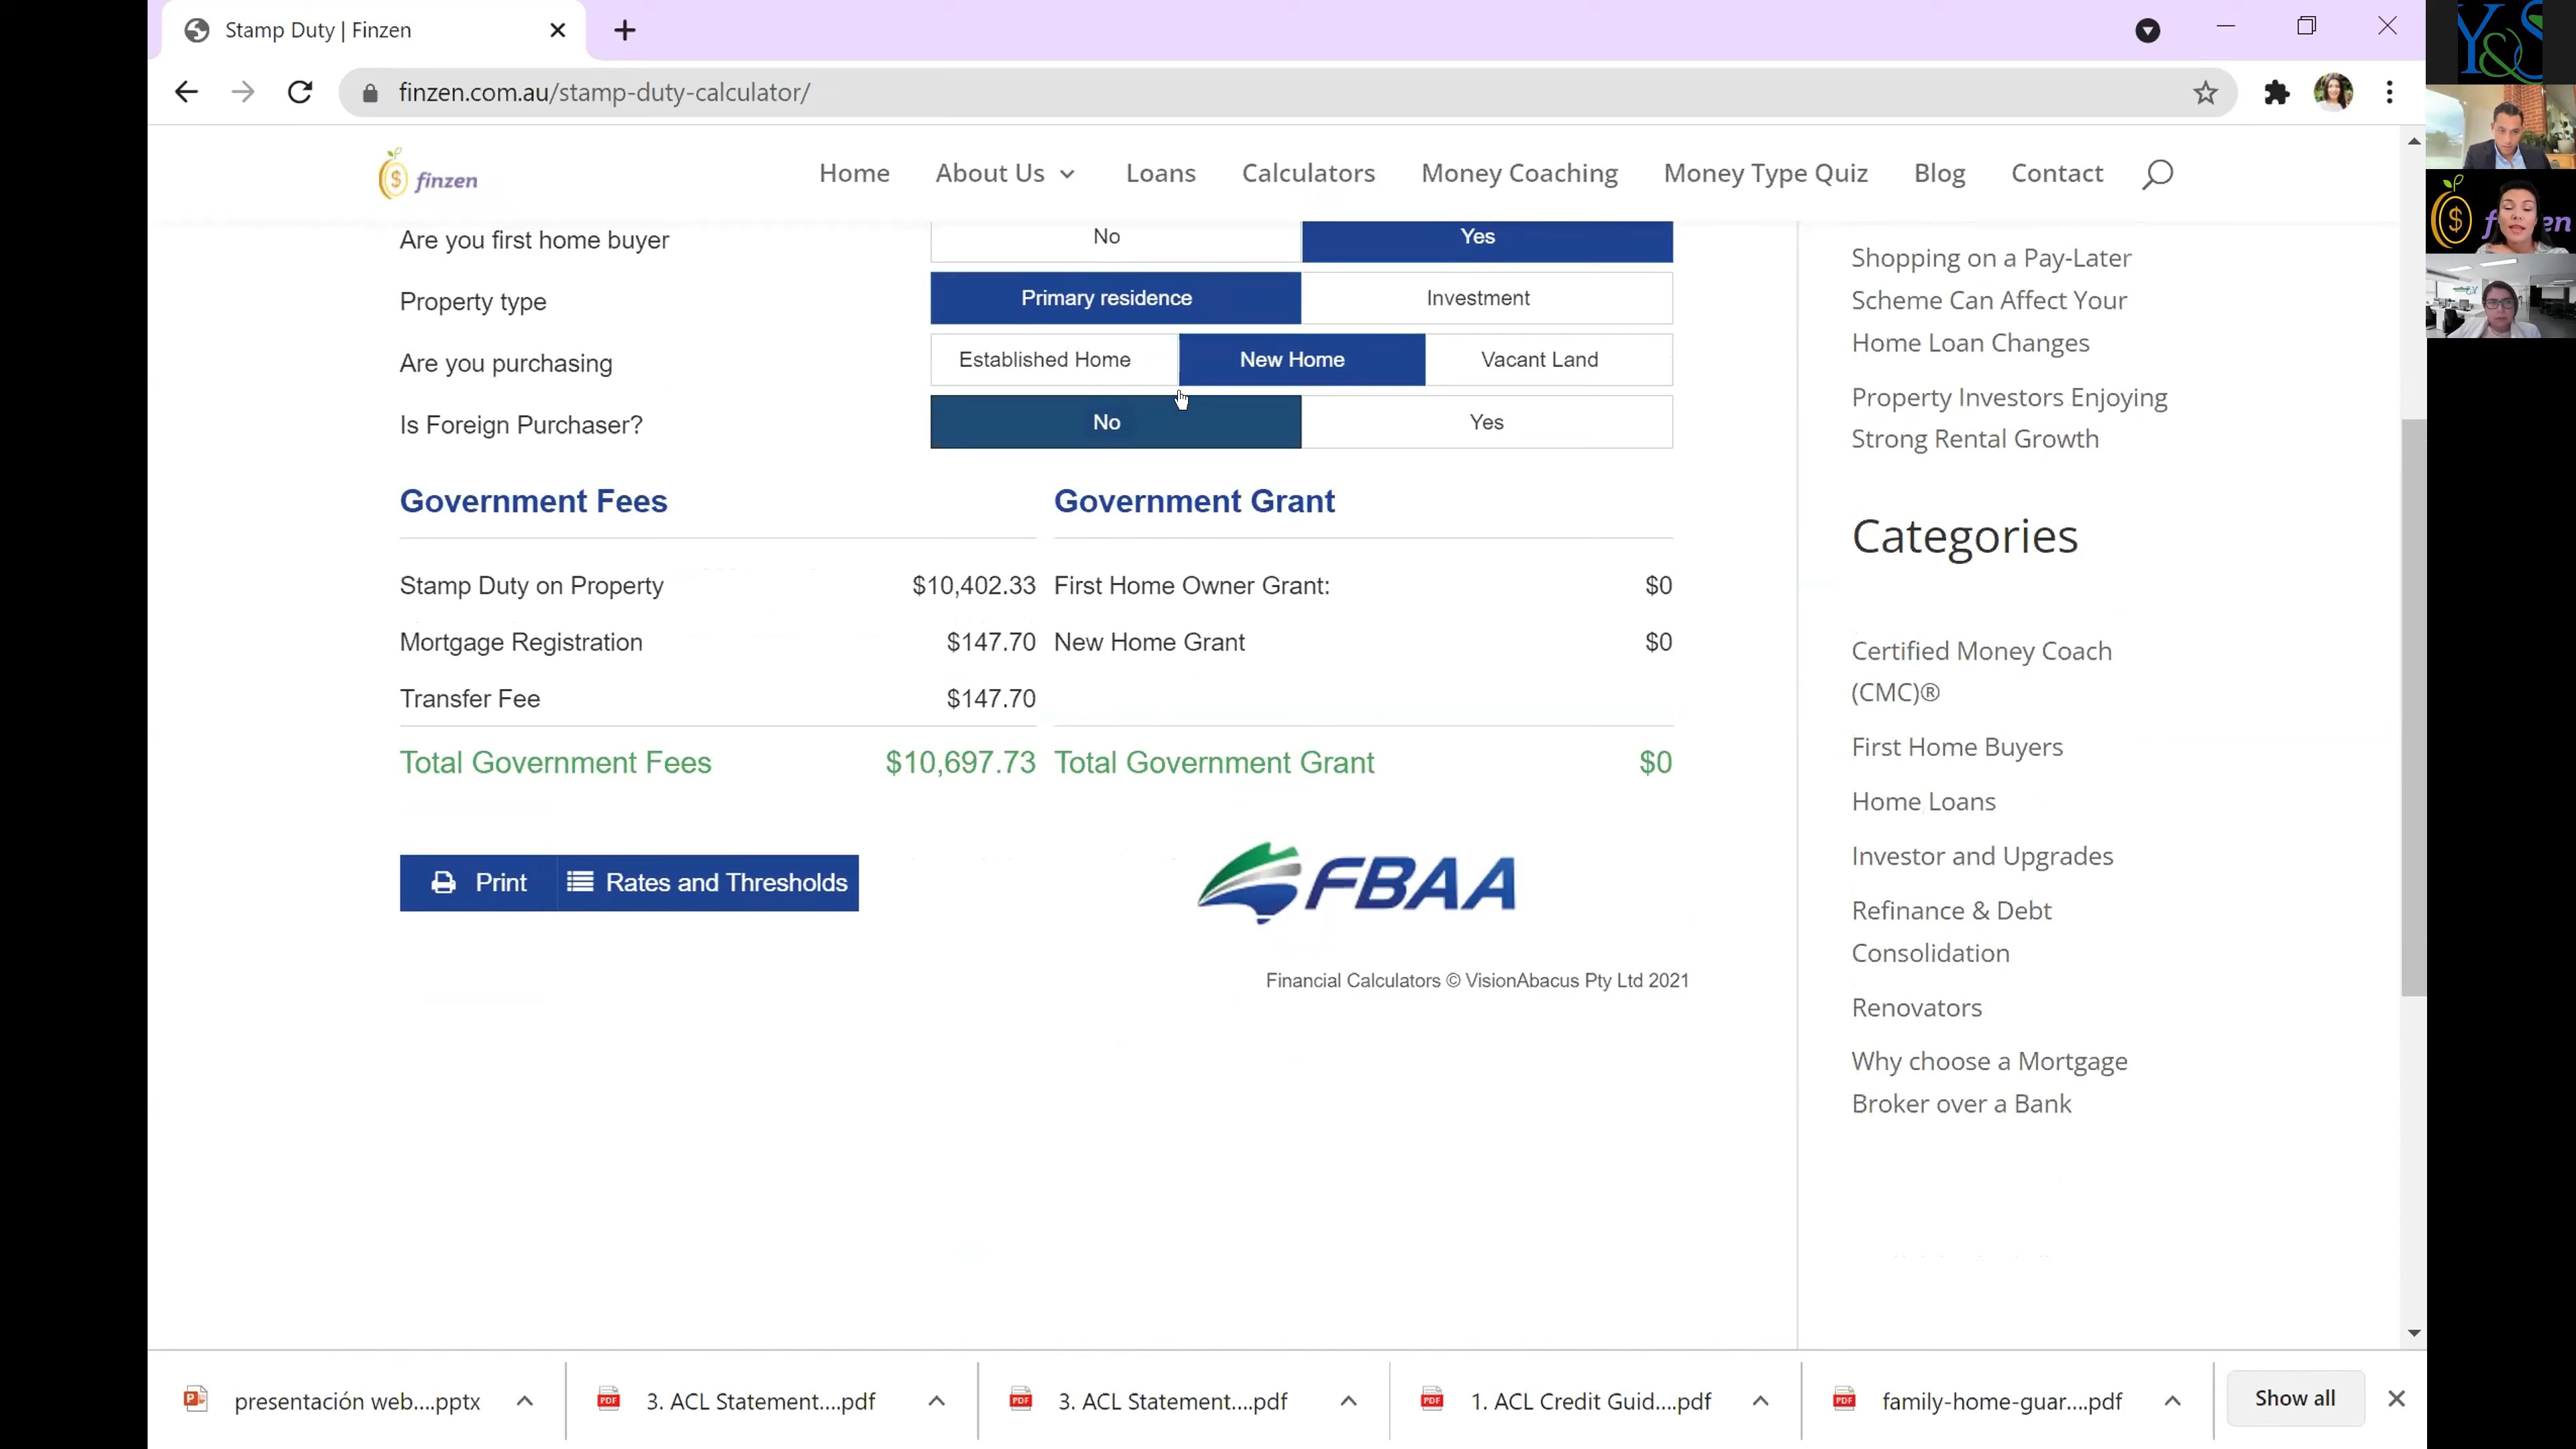 Stamp Duty | Finzen
finzen.com.au/stamp-duty-calculator/
finzen
Home
About Us
Loans
Calculators
Money Coaching
Money Type Quiz
Blog
Contact
Are you first home buyer
No
Yes
Property type
Primary residence
Investment
Are you purchasing
Established Home
New Home
Vacant Land
Is Foreign Purchaser?
No
Yes
Government Fees
Government Grant
Stamp Duty on Property $10,402.33
First Home Owner Grant: $0
Mortgage Registration $147.70
New Home Grant $0
Transfer Fee $147.70
Total Government Fees $10,697.73
Total Government Grant $0
Print
Rates and Thresholds
FBAA
Financial Calculators © VisionAbacus Pty Ltd 2021
Shopping on a Pay-Later
Scheme Can Affect Your
Home Loan Changes
Property Investors Enjoying
Strong Rental Growth
Categories
Certified Money Coach
(CMC)®
First Home Buyers
Home Loans
Investor and Upgrades
Refinance & Debt
Consolidation
Renovators
Why choose a Mortgage
Broker over a Bank
Y&S
presentación web....pptx
3. ACL Statement....pdf
3. ACL Statement....pdf
1. ACL Credit Guid....pdf
family-home-guar....pdf
Show all